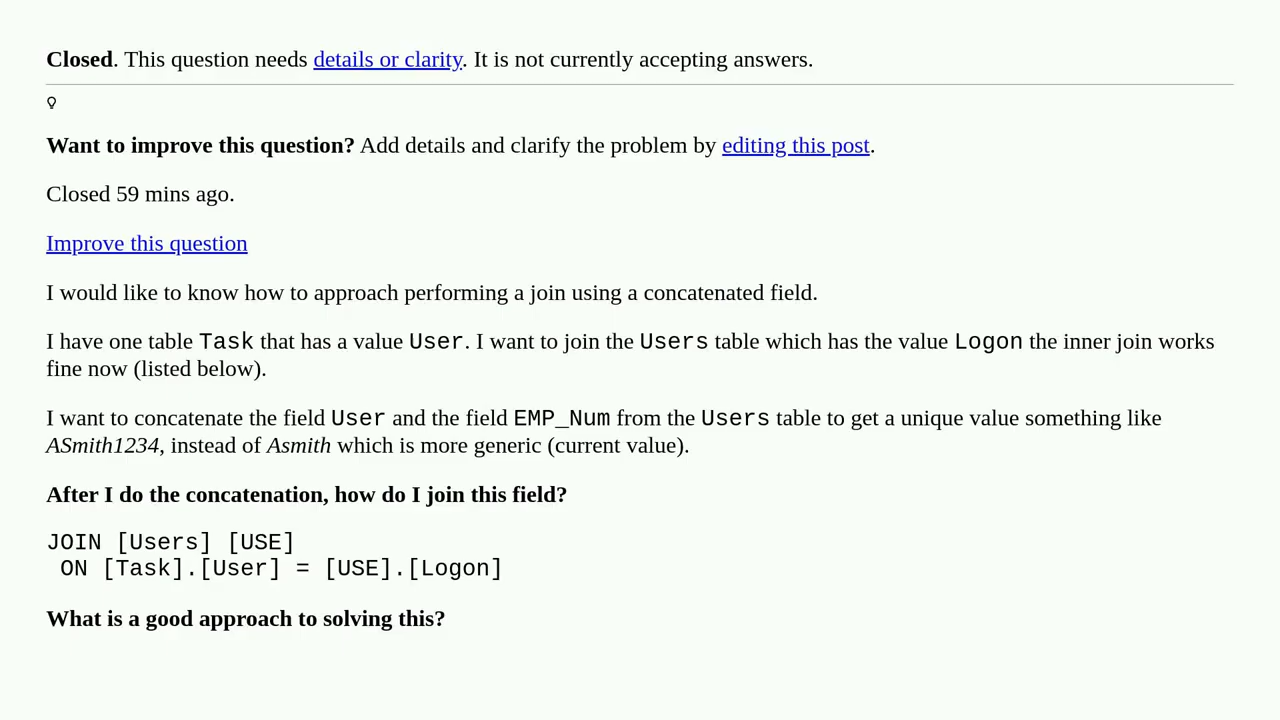 Closed. This question needs details or clarity. It is not currently accepting answers.
Want to improve this question? Add details and clarify the problem by editing this post.
Closed 59 mins ago.
Improve this question
I would like to know how to approach performing a join using a concatenated field.
I have one table Task that has a value User. I want to join the Users table which has the value Logon the inner join works
fine now (listed below).
I want to concatenate the field User and the field EMP_Num from the Users table to get a unique value something like
ASmith1234, instead of Asmith which is more generic (current value).
After I do the concatenation, how do I join this field?
JOIN [Users] [USE]
 ON [Task].[User] = [USE].[Logon]
What is a good approach to solving this?